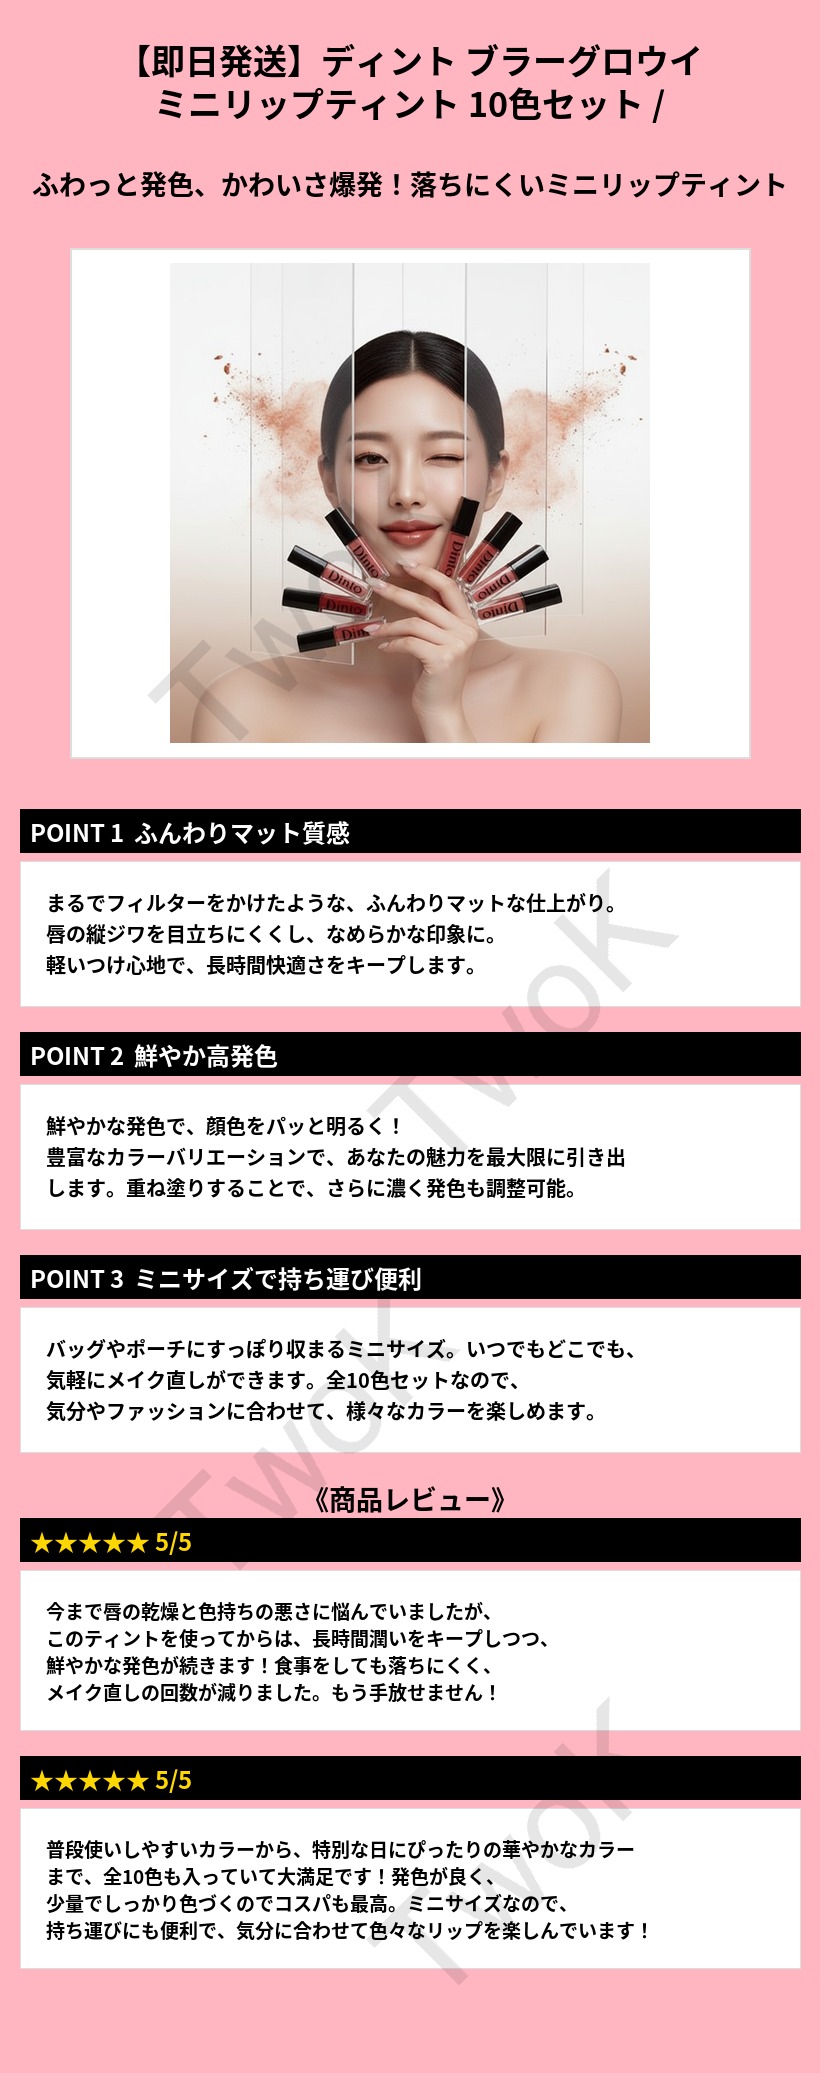 【即日発送】ディント ブラーグロウイ
ミニリップティント 10色セット /
ふわっと発色、かわいさ爆発！落ちにくいミニリップティント
Dinto
Dinto
Dinto
Din
Dinto
Dinto
Dinto
Dinto
TwoK
POINT 1 ふんわりマット質感
まるでフィルターをかけたような、ふんわりマットな仕上がり。
唇の縦ジワを目立ちにくくし、なめらかな印象に。
軽いつけ心地で、長時間快適さをキープします。
TwoK
POINT 2 鮮やか高発色
鮮やかな発色で、顔色をパッと明るく！
豊富なカラーバリエーションで、あなたの魅力を最大限に引き出
します。重ね塗りすることで、さらに濃く発色も調整可能。
POINT 3 ミニサイズで持ち運び便利
バッグやポーチにすっぽり収まるミニサイズ。いつでもどこでも、
気軽にメイク直しができます。全10色セットなので、
気分やファッションに合わせて、様々なカラーを楽しめます。
TwoK
《商品レビュー》
★★★★★ 5/5
今まで唇の乾燥と色持ちの悪さに悩んでいましたが、
このティントを使ってからは、長時間潤いをキープしつつ、
鮮やかな発色が続きます！食事をしても落ちにくく、
メイク直しの回数が減りました。もう手放せません！
★★★★★ 5/5
普段使いしやすいカラーから、特別な日にぴったりの華やかなカラー
まで、全10色も入っていて大満足です！発色が良く、
少量でしっかり色づくのでコスパも最高。ミニサイズなので、
持ち運びにも便利で、気分に合わせて色々なリップを楽しんでいます！
TwoK